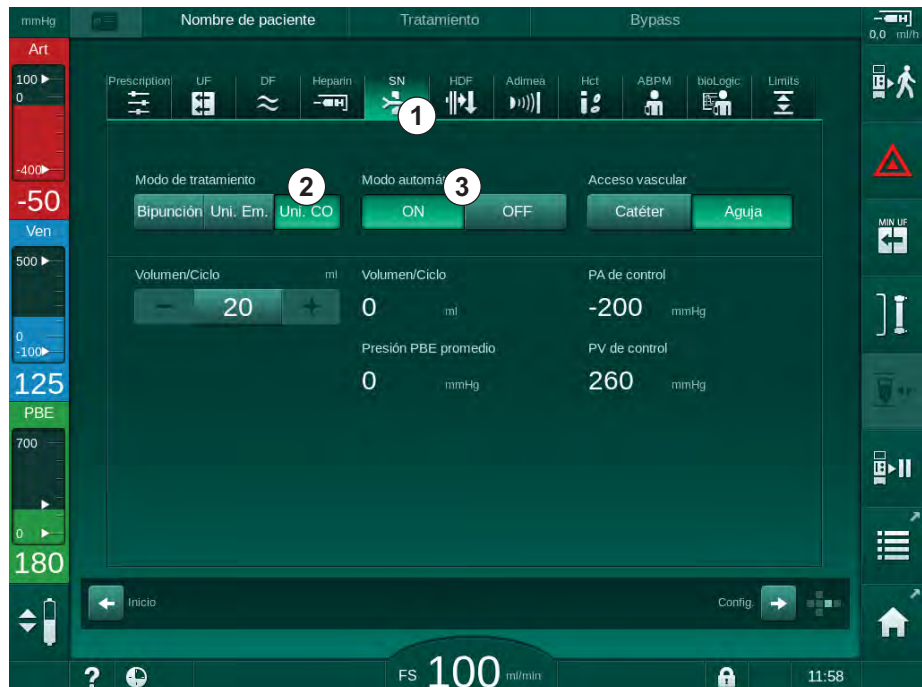 mmHg
Nombre de paciente
Tratamiento
Bypass
0,0 ml/h
Art
100
0
-400
-50
Ven
500
0
-100
125
PBE
700
0
180
Prescription
UF
DF
Heparin
SN
HDF
Adimea
Hct
ABPM
bioLogic
Limits
1
Modo de tratamiento
2
Bipunción
Uni. Em.
Uni. CO
Modo automát
3
ON
OFF
Acceso vascular
Catéter
Aguja
Volumen/Ciclo ml
20
Volumen/Ciclo
0 ml
PA de control
-200 mmHg
Presión PBE promedio
0 mmHg
PV de control
260 mmHg
MIN UF
Inicio
Config.
?
FS 100 ml/min
11:58